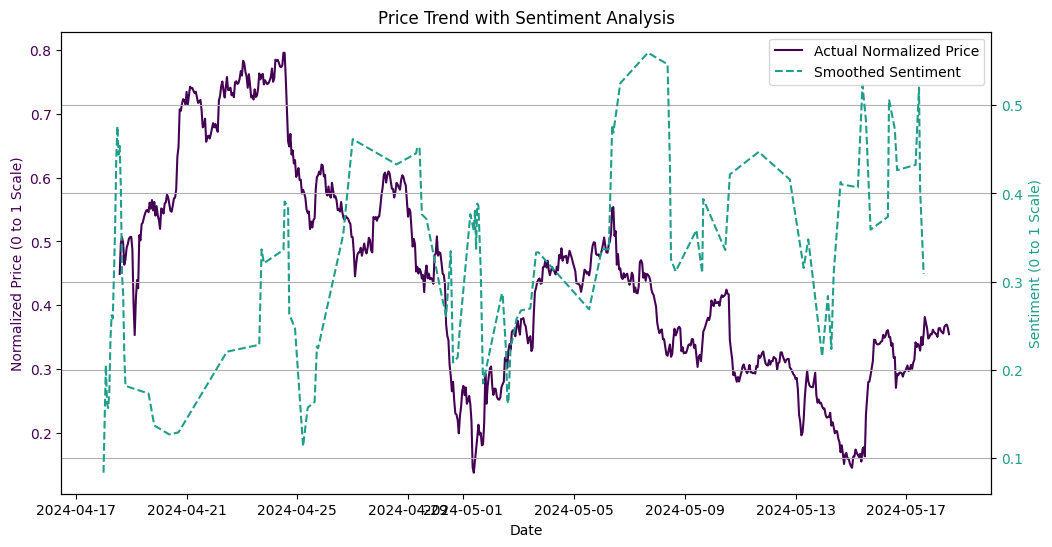 Price Trend with Sentiment Analysis
Actual Normalized Price
Smoothed Sentiment
Normalized Price (0 to 1 Scale)
0.8
0.7
0.6
0.5
0.4
0.3
0.2
0.5
0.4
0.3
0.2
0.1
Sentiment (0 to 1 Scale)
2024-04-17 2024-04-21 2024-04-25 2024-04-29 2024-05-01 2024-05-05 2024-05-09 2024-05-13 2024-05-17
Date